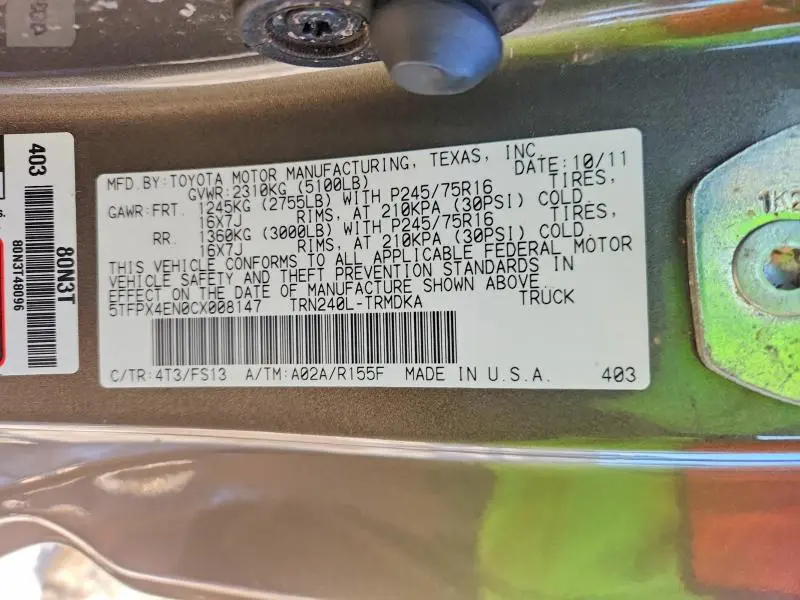 MFD.BY:TOYOTA MOTOR MANUFACTURING, TEXAS, INC.
GVWR:2310KG (5100LB) DATE:10/11
GAWR:FRT. 1245KG (2755LB) WITH P245/75R16 TIRES,
16X7J RIMS, AT 210KPA (30PSI) COLD
RR. 1360KG (3000LB) WITH P245/75R16 TIRES,
16X7J RIMS, AT 210KPA (30PSI) COLD
THIS VEHICLE CONFORMS TO ALL APPLICABLE FEDERAL MOTOR
VEHICLE SAFETY AND THEFT PREVENTION STANDARDS IN
EFFECT ON THE DATE OF MANUFACTURE SHOWN ABOVE.
5TFPX4EN0CX008147 TRN240L-TRMDKA TRUCK
C/TR:4T3/FS13 A/TM:A02A/R155F MADE IN U.S.A. 403
403
80N3T
80N3T48096
1K2